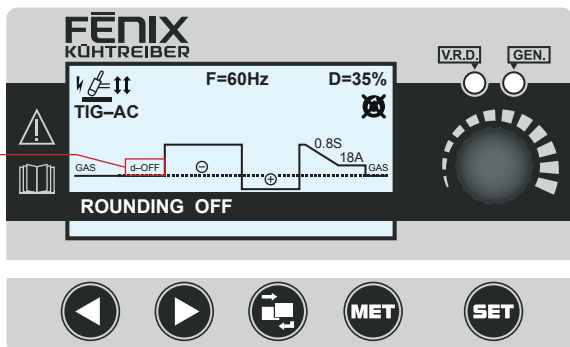 FĒNIX
KÜHTREIBER
V.R.D. GEN.
F=60Hz D=35%
TIG–AC
0.8S
18A
GAS d–OFF GAS
ROUNDING OFF
MET SET